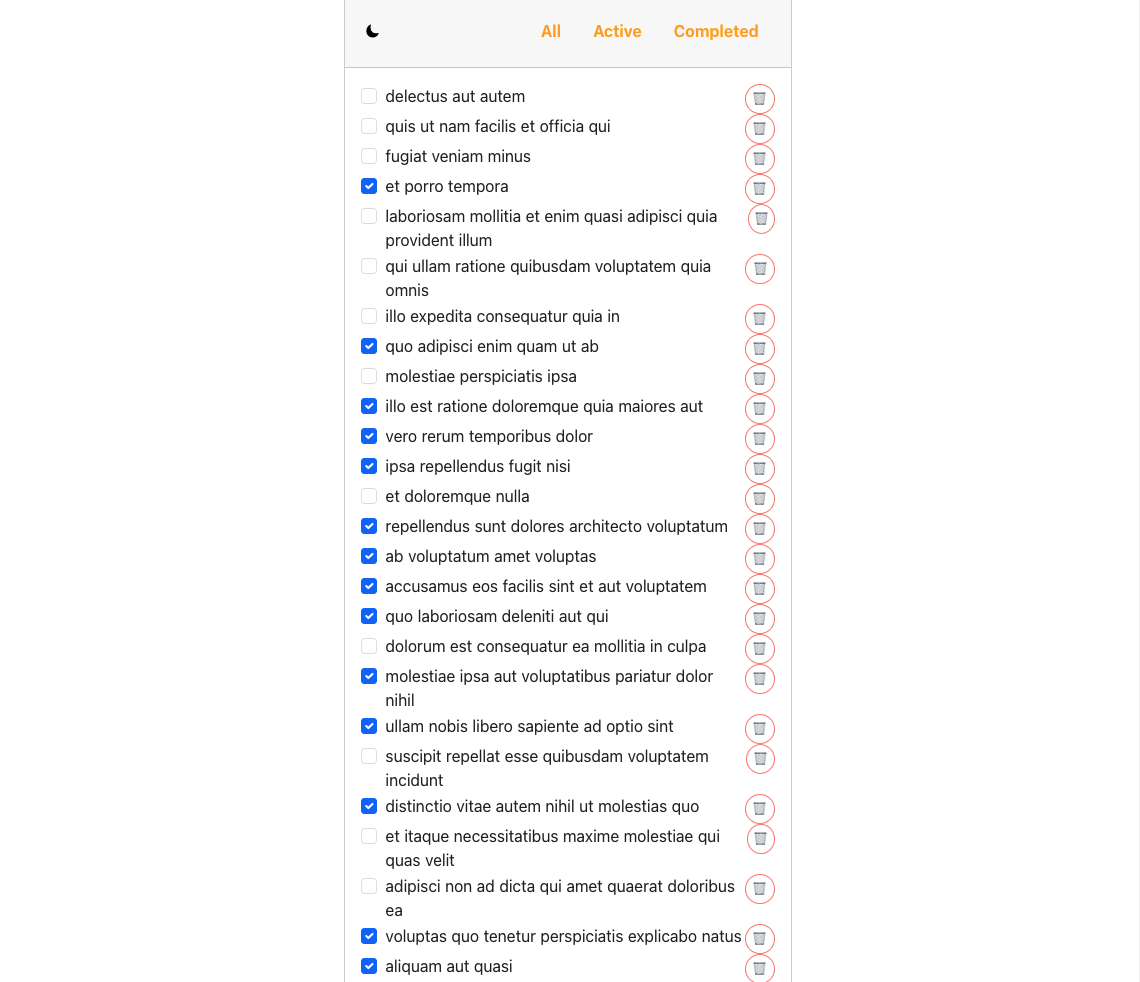 All Active Completed
delectus aut autem
quis ut nam facilis et officia qui
fugiat veniam minus
et porro tempora
laboriosam mollitia et enim quasi adipisci quia
provident illum
qui ullam ratione quibusdam voluptatem quia
omnis
illo expedita consequatur quia in
quo adipisci enim quam ut ab
molestiae perspiciatis ipsa
illo est ratione doloremque quia maiores aut
vero rerum temporibus dolor
ipsa repellendus fugit nisi
et doloremque nulla
repellendus sunt dolores architecto voluptatum
ab voluptatum amet voluptas
accusamus eos facilis sint et aut voluptatem
quo laboriosam deleniti aut qui
dolorum est consequatur ea mollitia in culpa
molestiae ipsa aut voluptatibus pariatur dolor
nihil
ullam nobis libero sapiente ad optio sint
suscipit repellat esse quibusdam voluptatem
incidunt
distinctio vitae autem nihil ut molestias quo
et itaque necessitatibus maxime molestiae qui
quas velit
adipisci non ad dicta qui amet quaerat doloribus
ea
voluptas quo tenetur perspiciatis explicabo natus
aliquam aut quasi